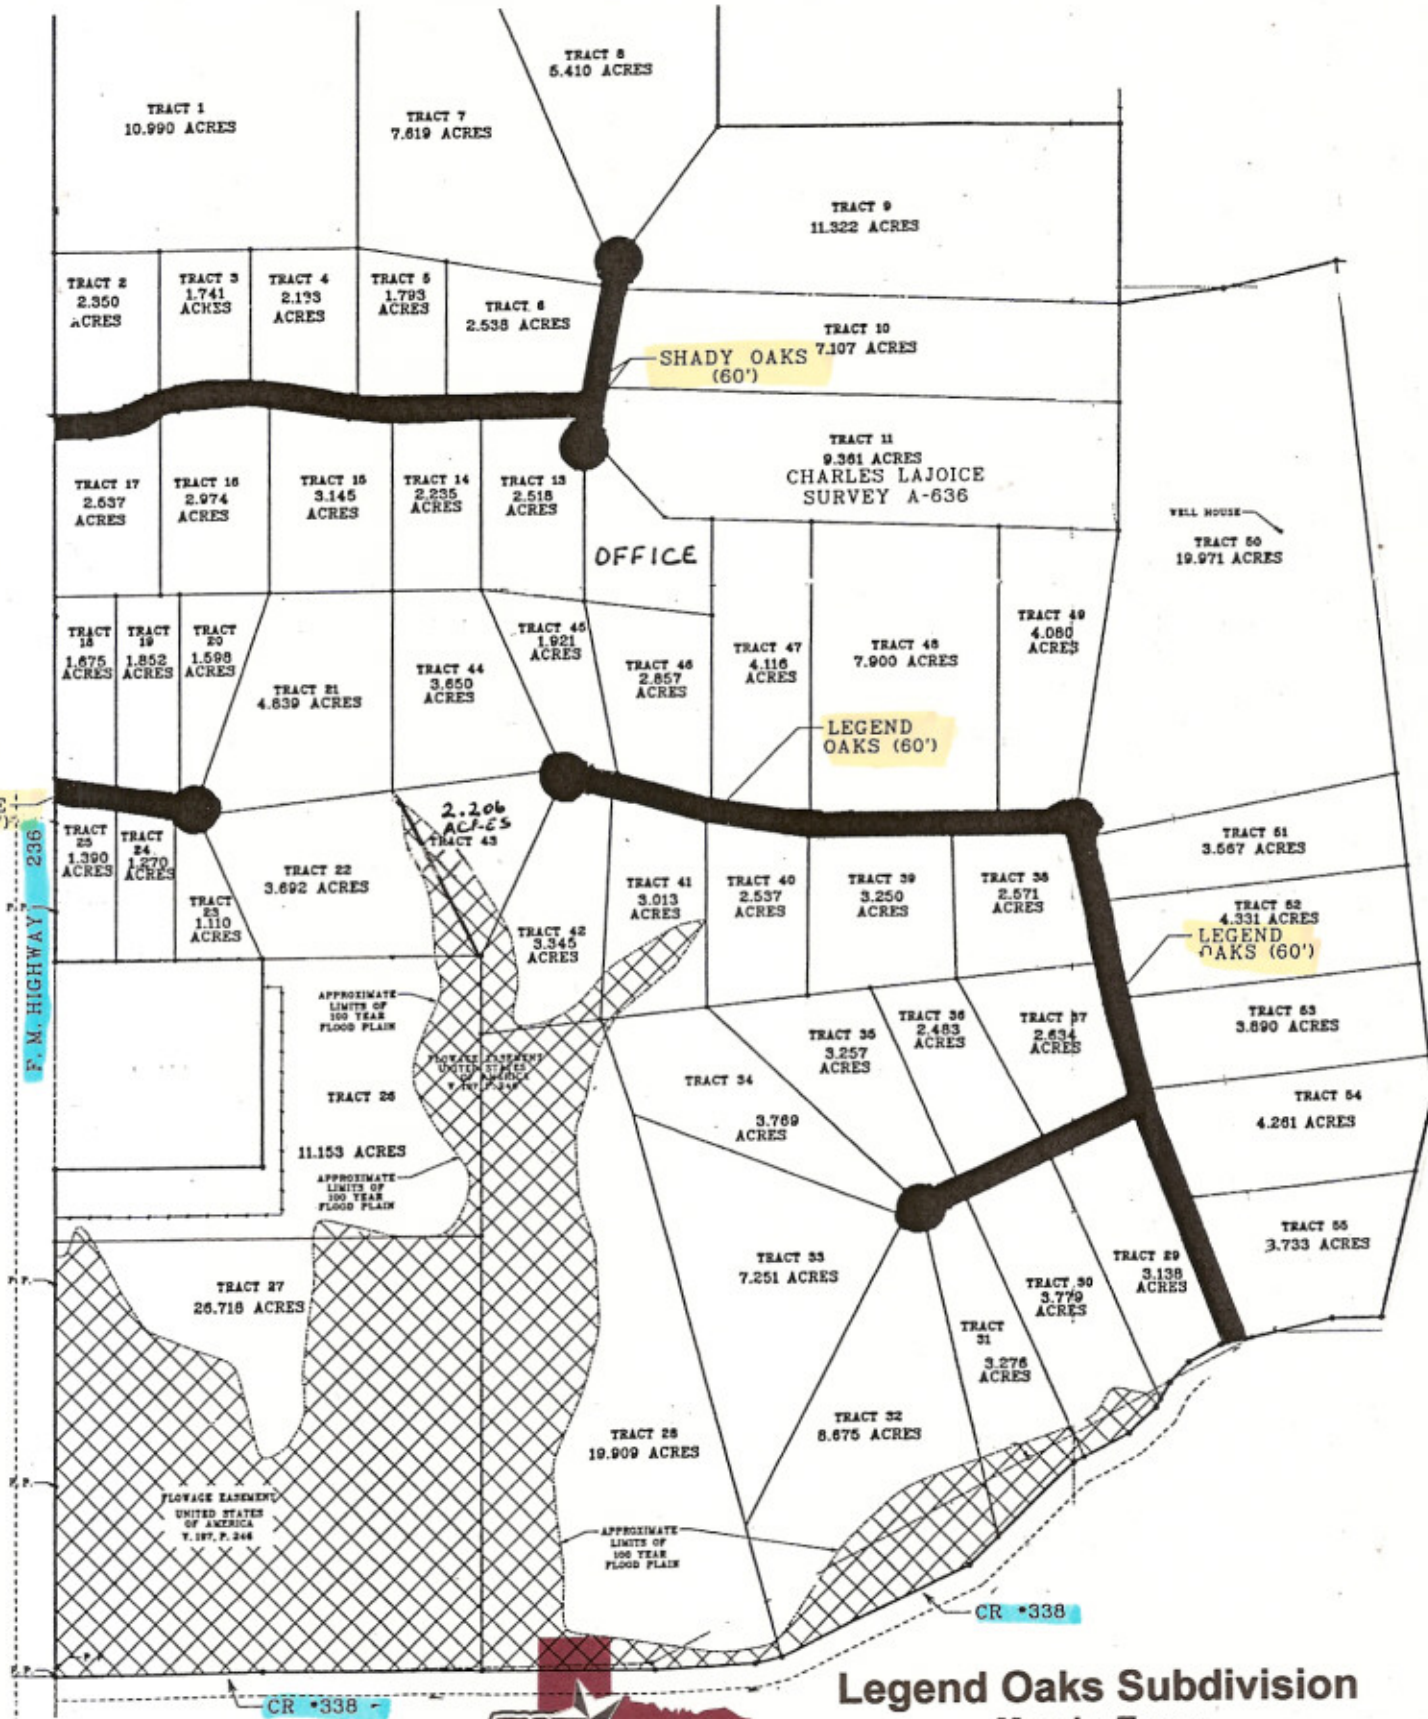 TRACT 8
5.410 ACRES
TRACT 1
10.990 ACRES
TRACT 7
7.619 ACRES
TRACT 9
11.322 ACRES
TRACT 2
2.350
ACRES
TRACT 3
1.741
ACRES
TRACT 4
2.133
ACRES
TRACT 5
1.793
ACRES
TRACT 6
2.538 ACRES
TRACT 10
7.107 ACRES
SHADY OAKS
(60')
TRACT 11
9.361 ACRES
CHARLES LAJOICE
SURVEY A-636
TRACT 17
2.537
ACRES
TRACT 16
2.974
ACRES
TRACT 15
3.145
ACRES
TRACT 14
2.235
ACRES
TRACT 13
2.518
ACRES
OFFICE
WELL HOUSE
TRACT 50
19.971 ACRES
TRACT
18
1.675
ACRES
TRACT
19
1.852
ACRES
TRACT
20
1.598
ACRES
TRACT 21
4.839 ACRES
TRACT 44
3.650
ACRES
TRACT 45
1.921
ACRES
TRACT 46
2.857
ACRES
TRACT 47
4.116
ACRES
TRACT 48
7.900 ACRES
TRACT 49
4.080
ACRES
LEGEND
OAKS (60')
F. M. HIGHWAY 236
TRACT
25
1.390
ACRES
TRACT
24
1.270
ACRES
TRACT
23
1.110
ACRES
TRACT 22
3.692 ACRES
2.206
ACRES
TRACT 43
TRACT 42
3.345
ACRES
TRACT 41
3.013
ACRES
TRACT 40
2.537
ACRES
TRACT 39
3.250
ACRES
TRACT 38
2.571
ACRES
TRACT 51
3.567 ACRES
TRACT 52
4.331 ACRES
LEGEND
OAKS (60')
APPROXIMATE
LIMITS OF
100 YEAR
FLOOD PLAIN
FLOWAGE EASEMENT
UNITED STATES
OF AMERICA
V. 197, P. 246
TRACT 35
3.257
ACRES
TRACT 36
2.483
ACRES
TRACT 37
2.634
ACRES
TRACT 53
3.890 ACRES
TRACT 34
3.769
ACRES
TRACT 54
4.261 ACRES
TRACT 26
11.153 ACRES
APPROXIMATE
LIMITS OF
100 YEAR
FLOOD PLAIN
TRACT 27
26.718 ACRES
TRACT 33
7.251 ACRES
TRACT 29
3.138
ACRES
TRACT 30
3.779
ACRES
TRACT
31
3.276
ACRES
TRACT 55
3.733 ACRES
TRACT 28
19.909 ACRES
TRACT 32
8.675 ACRES
FLOWAGE EASEMENT
UNITED STATES
OF AMERICA
V. 197, P. 246
APPROXIMATE
LIMITS OF
100 YEAR
FLOOD PLAIN
P.P.
P.P.
P.P.
P.P.
P.P.
CR #338
CR #338
Legend Oaks Subdivision